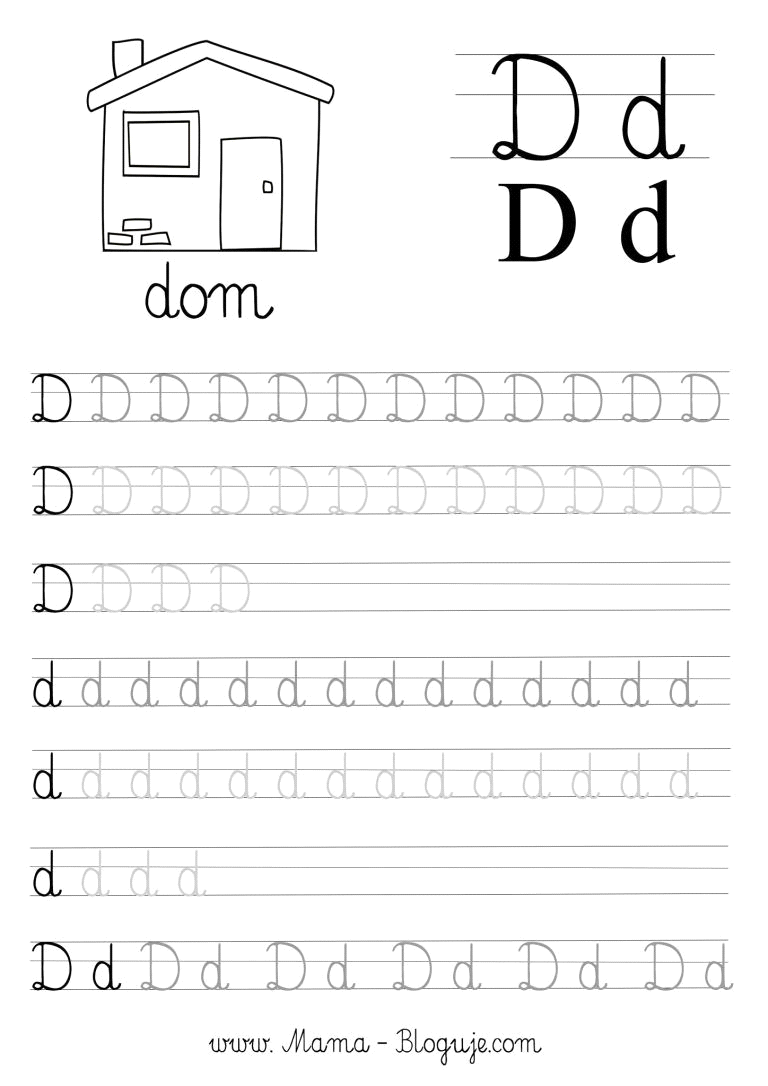 D d
D d
dom
D D D D D D D D D D D D
D D D D D D D D D D D D
D D D D
d d d d d d d d d d d d d d
d d d d d d d d d d d d d d
d d d d
D d D d D d D d D d D d
www. Mama - Bloguje.com